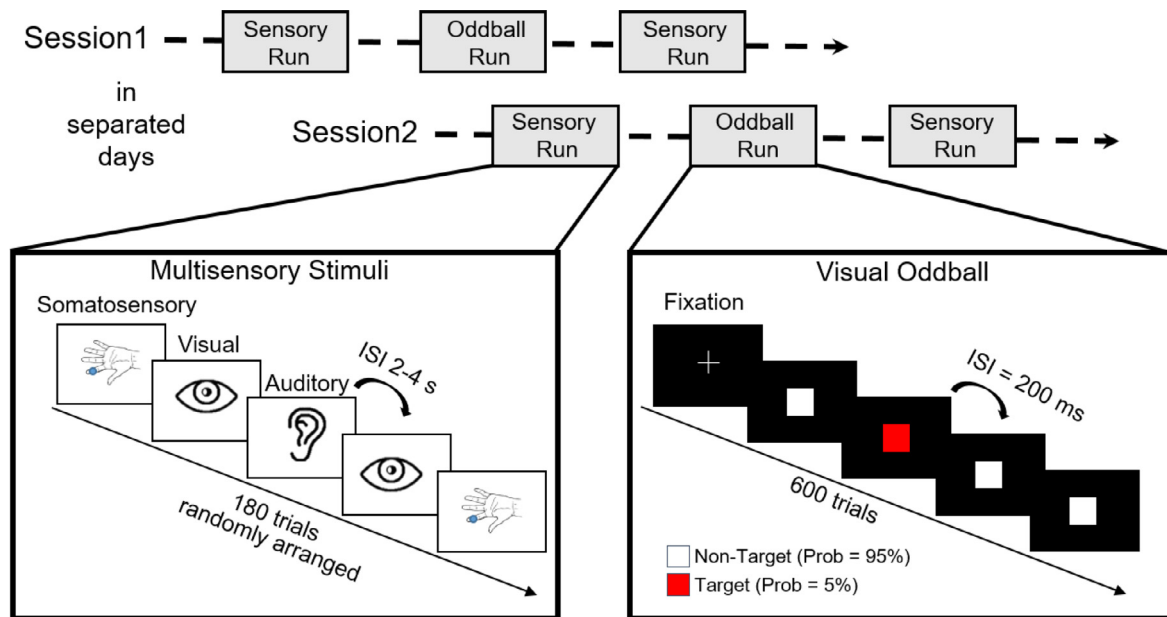 Session1
Sensory
Run
Oddball
Run
Sensory
Run
in
separated
days
Session2
Sensory
Run
Oddball
Run
Sensory
Run
Multisensory Stimuli
Somatosensory
Visual
Auditory
ISI 2-4 s
180 trials
randomly arranged
Visual Oddball
Fixation
ISI = 200 ms
600 trials
Non-Target (Prob = 95%)
Target (Prob = 5%)